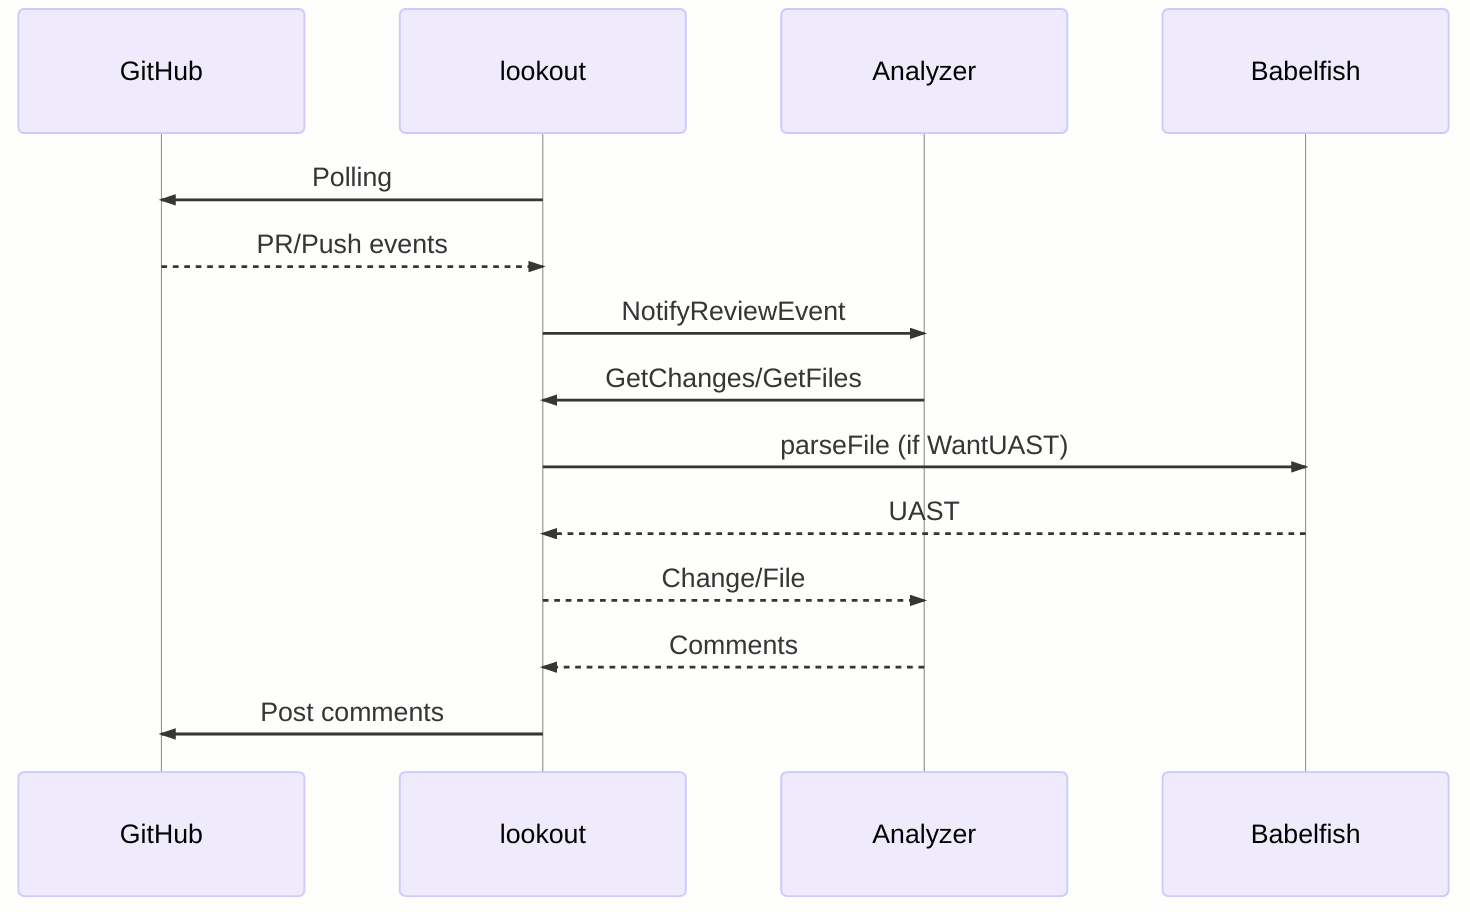 GitHub
lookout
Analyzer
Babelfish
Polling
PR/Push events
NotifyReviewEvent
GetChanges/GetFiles
parseFile (if WantUAST)
UAST
Change/File
Comments
Post comments
GitHub
lookout
Analyzer
Babelfish